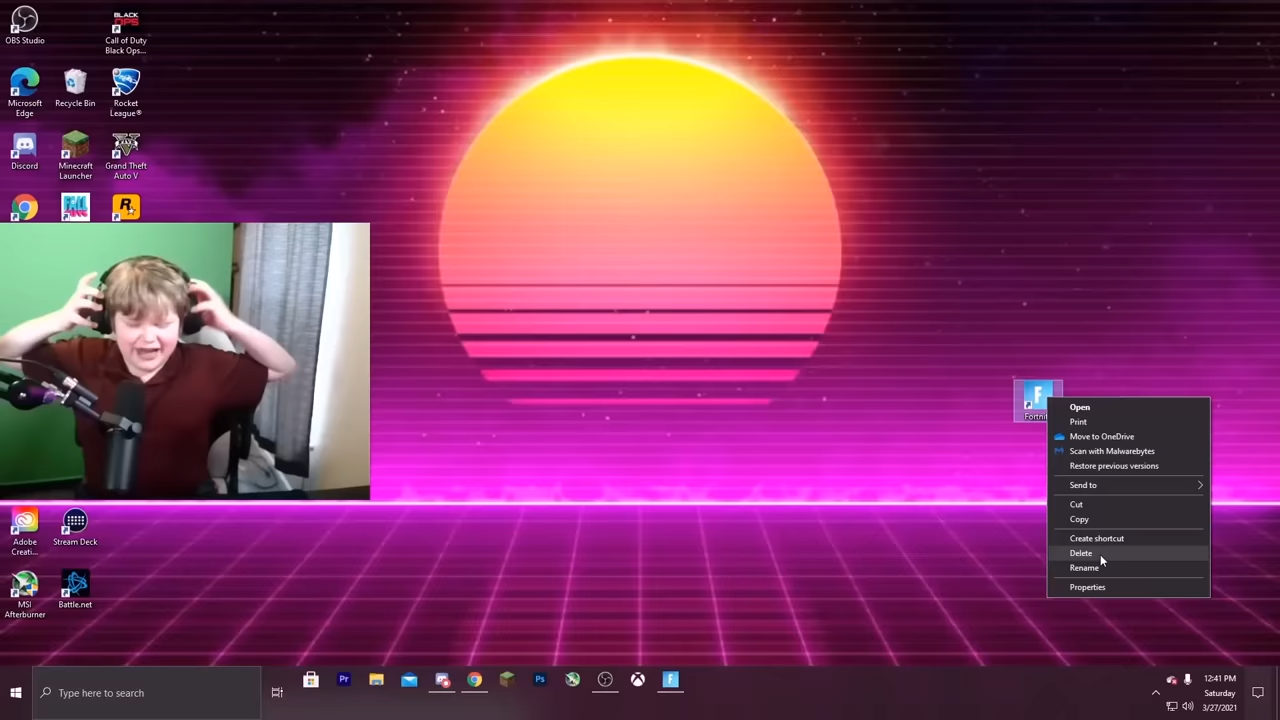 OBS Studio
BLACK OPS
Call of Duty
Black Ops...
Microsoft
Edge
Recycle Bin
Rocket
League®
Discord
Minecraft
Launcher
Grand Theft
Auto V
FALL
R
F
Fortni
Open
Print
Move to OneDrive
Scan with Malwarebytes
Restore previous versions
Send to
Cut
Copy
Create shortcut
Delete
Rename
Properties
Adobe
Creati...
Stream Deck
MSI
Afterburner
Battle.net
Type here to search
Pr
Ps
F
12:41 PM
Saturday
3/27/2021